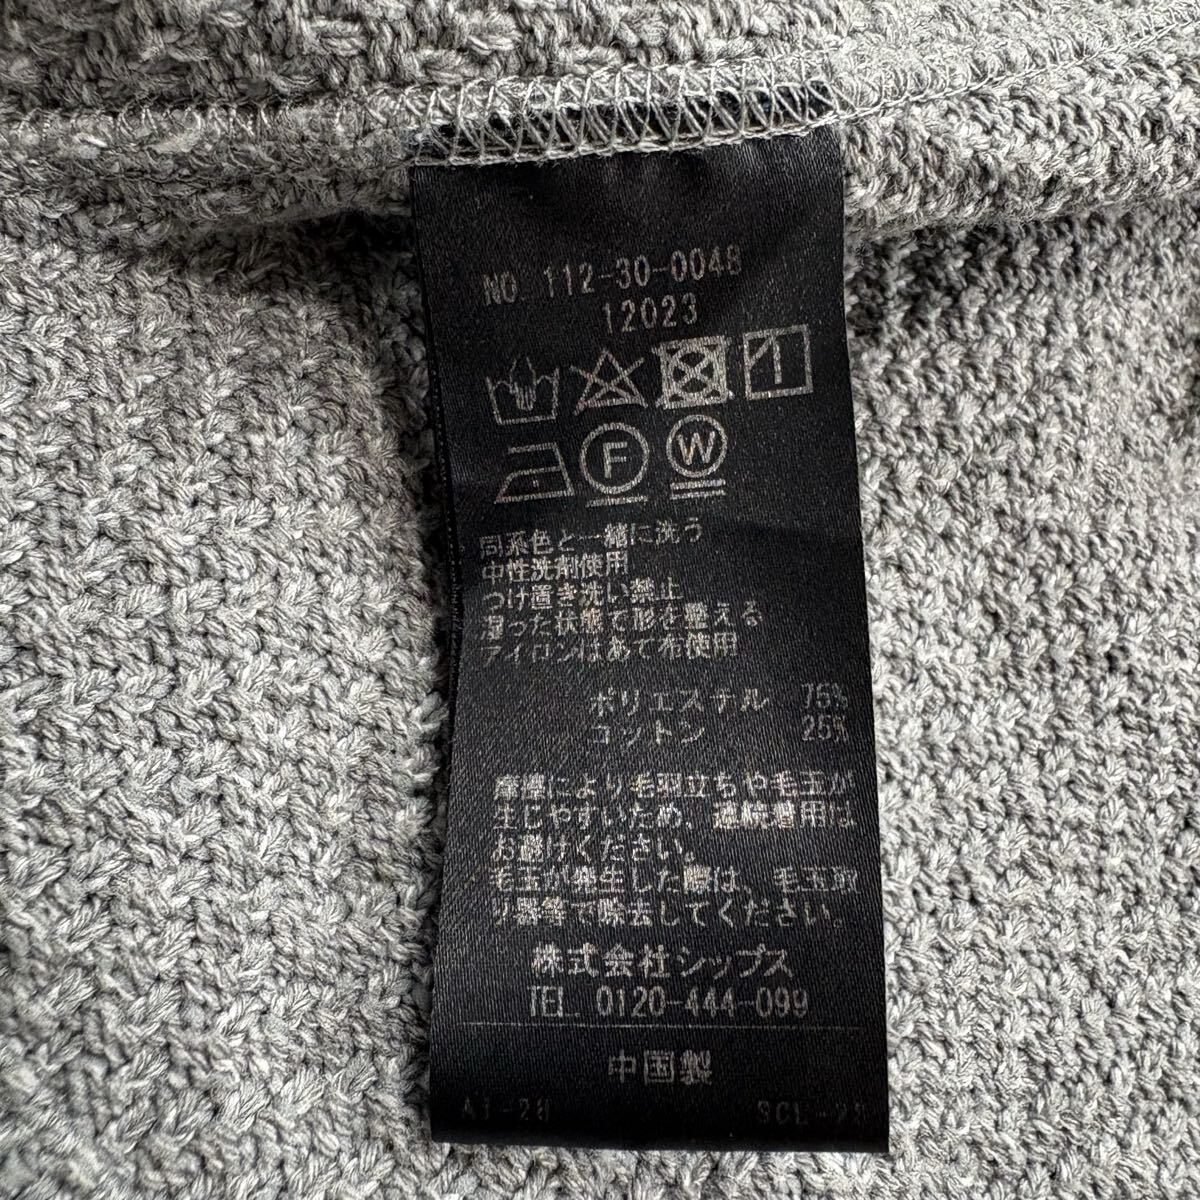 NO. 112-30-0048
12023
F
W
同系色と一緒に洗う
中性洗剤使用
つけ置き洗い禁止
湿った状態で形を整える
アイロンはあて布使用
ポリエステル 75%
コットン 25%
摩擦により毛羽立ちや毛玉が
生じやすいため、連続着用は
お避けください。
毛玉が発生した際は、毛玉取
り器等で除去してください。
株式会社シップス
TEL. 0120-444-099
中国製